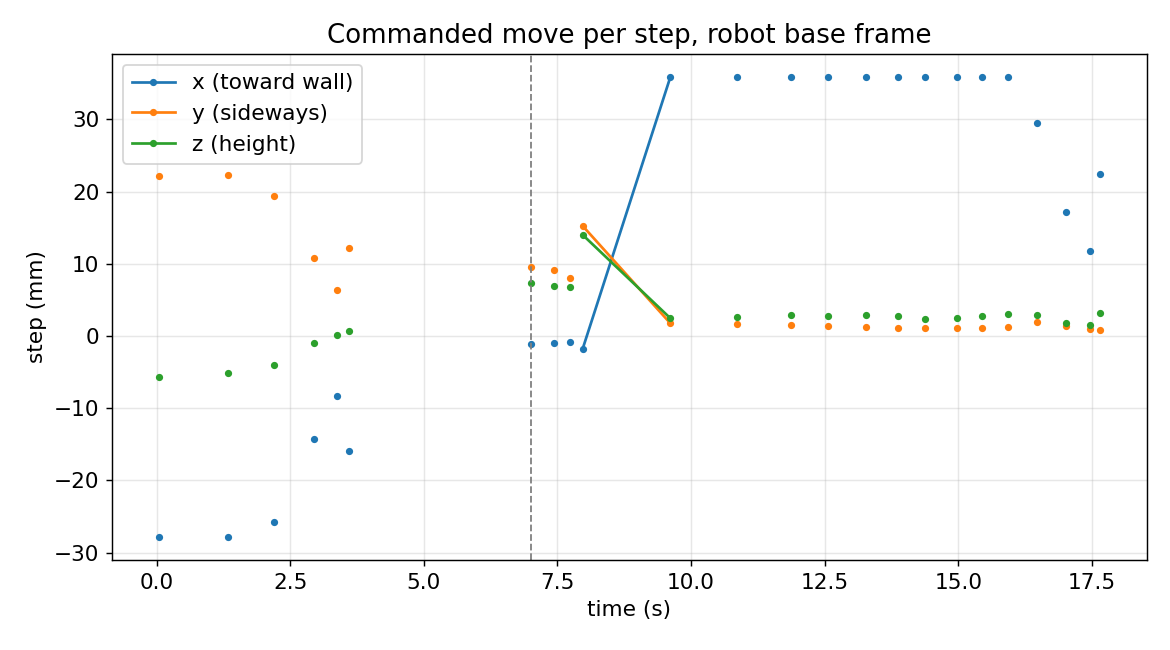 Commanded move per step, robot base frame
x (toward wall)
y (sideways)
z (height)
30
20
10
0
−10
−20
−30
step (mm)
0.0 2.5 5.0 7.5 10.0 12.5 15.0 17.5
time (s)